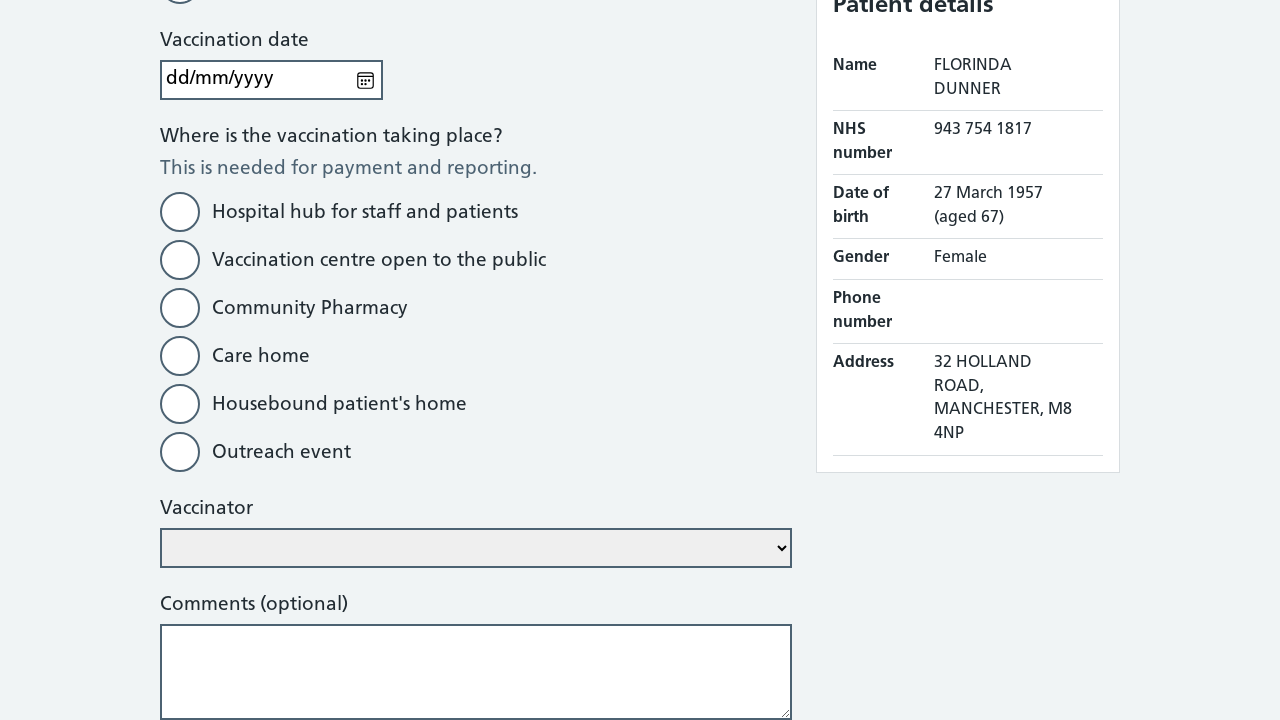 Vaccination date
dd/mm/yyyy
Where is the vaccination taking place?
This is needed for payment and reporting.
Hospital hub for staff and patients
Vaccination centre open to the public
Community Pharmacy
Care home
Housebound patient's home
Outreach event
Vaccinator
Comments (optional)
Patient details
Name FLORINDA
DUNNER
NHS 943 754 1817
number
Date of 27 March 1957
birth (aged 67)
Gender Female
Phone
number
Address 32 HOLLAND
ROAD,
MANCHESTER, M8
4NP